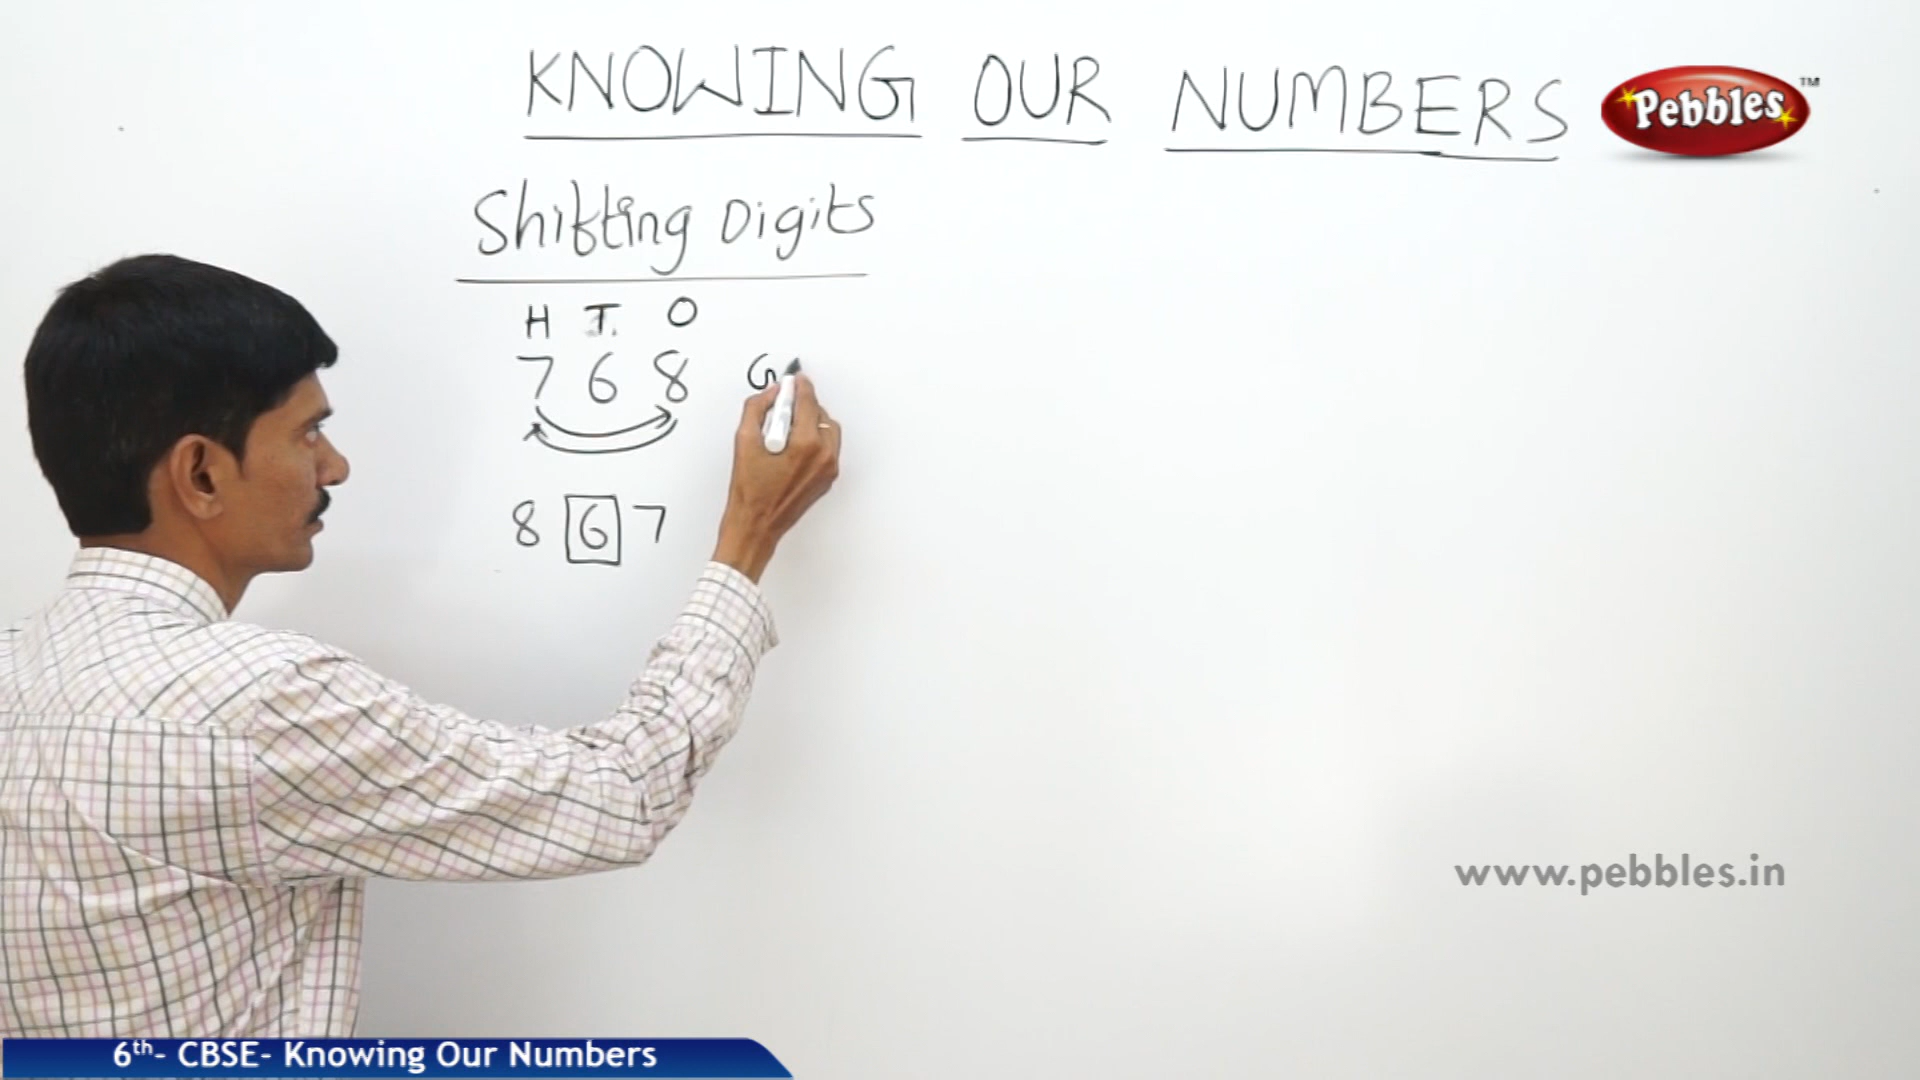 KNOWING OUR NUMBERS
Pebbles™
Shifting Digits
H T. O
7 6 8 G
8 6 7
www.pebbles.in
6th- CBSE- Knowing Our Numbers